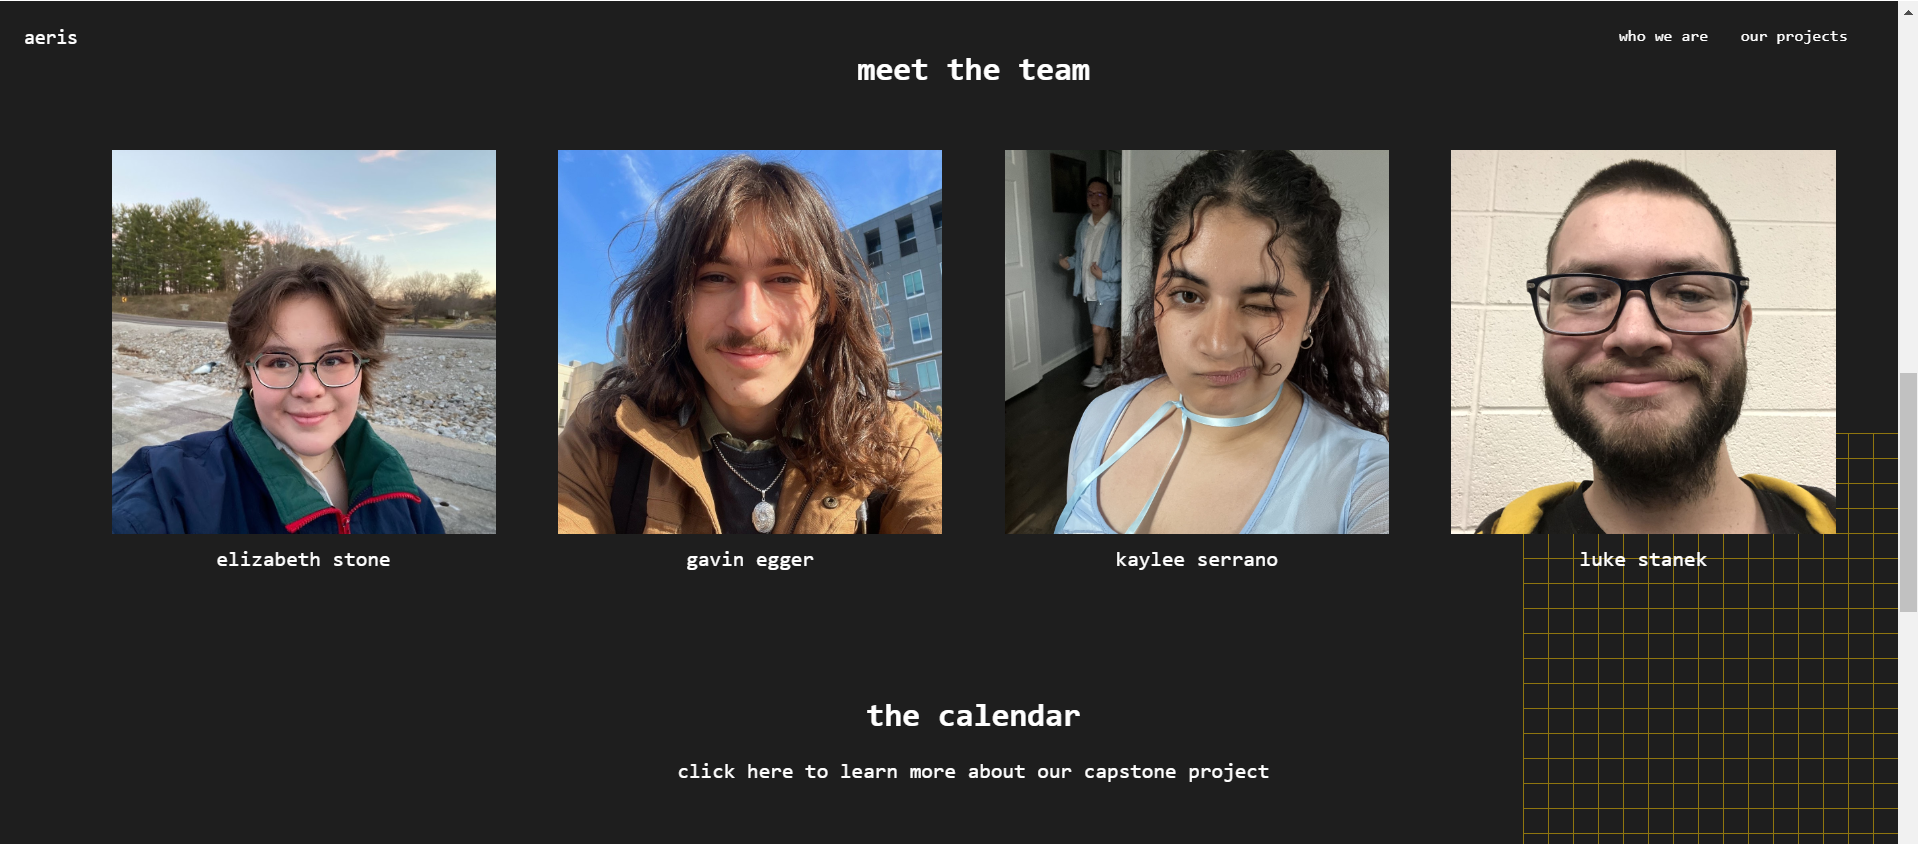 aeris
who we are
our projects
meet the team
elizabeth stone
gavin egger
kaylee serrano
luke stanek
the calendar
click here to learn more about our capstone project